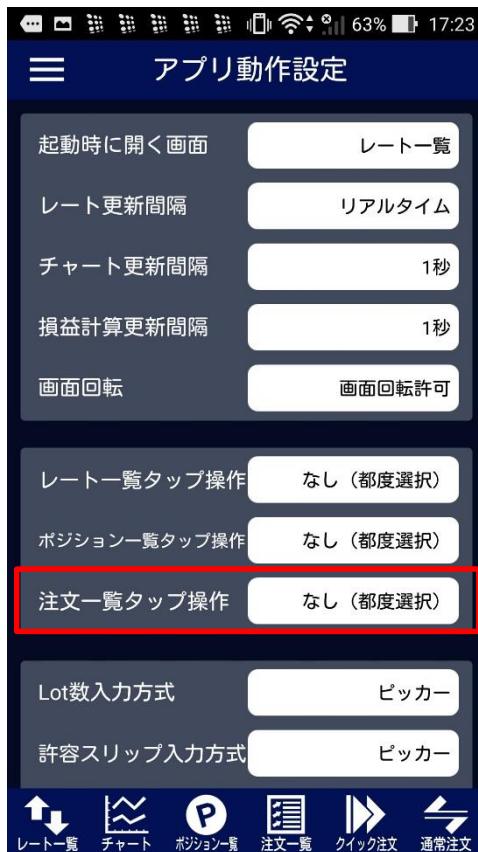 63% 17:23
アプリ動作設定
起動時に開く画面 レート一覧
レート更新間隔 リアルタイム
チャート更新間隔 1秒
損益計算更新間隔 1秒
画面回転 画面回転許可
レート一覧タップ操作 なし（都度選択）
ポジション一覧タップ操作 なし（都度選択）
注文一覧タップ操作 なし（都度選択）
Lot数入力方式 ピッカー
許容スリップ入力方式 ピッカー
レート一覧 チャート ポジション一覧 注文一覧 クイック注文 通常注文